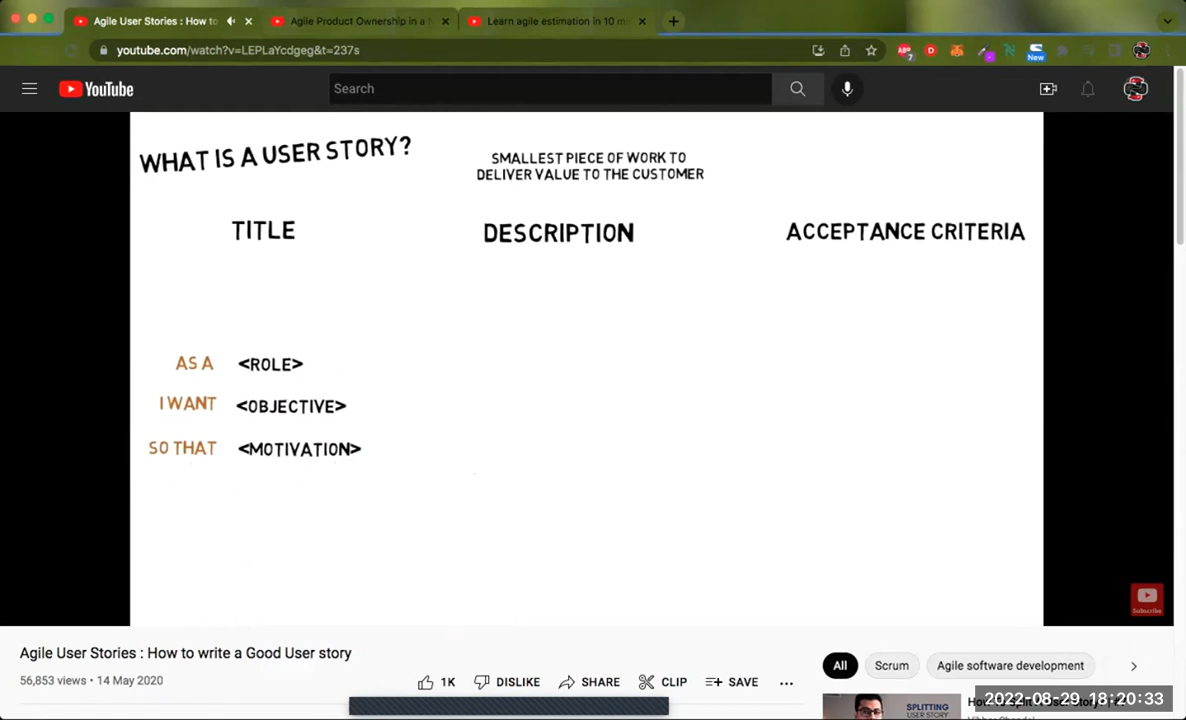 Agile User Stories : How to
Agile Product Ownership in a
Learn agile estimation in 10 min
youtube.com/watch?v=LEPLaYcdgeg&t=237s
ABP
7
D
New
YouTube
Search
WHAT IS A USER STORY?
SMALLEST PIECE OF WORK TO
DELIVER VALUE TO THE CUSTOMER
TITLE
DESCRIPTION
ACCEPTANCE CRITERIA
AS A <ROLE>
I WANT <OBJECTIVE>
SO THAT <MOTIVATION>
Subscribe
Agile User Stories : How to write a Good User story
56,853 views • 14 May 2020
1K
DISLIKE
SHARE
CLIP
SAVE
All
Scrum
Agile software development
2022-08-29 18:20:33
SPLITTING
USER STORY